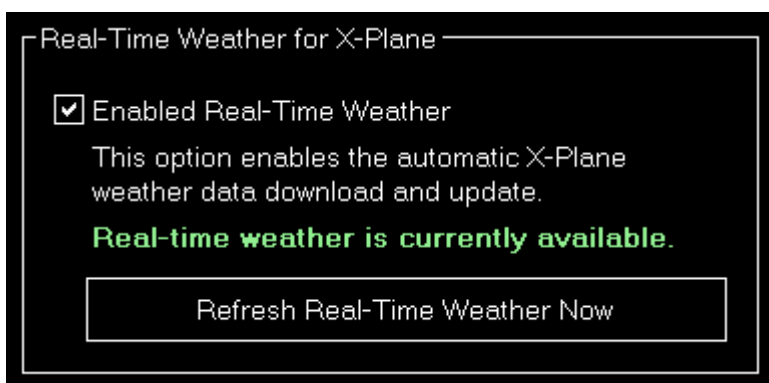 Real-Time Weather for X-Plane
Enabled Real-Time Weather
This option enables the automatic X-Plane
weather data download and update.
Real-time weather is currently available.
Refresh Real-Time Weather Now